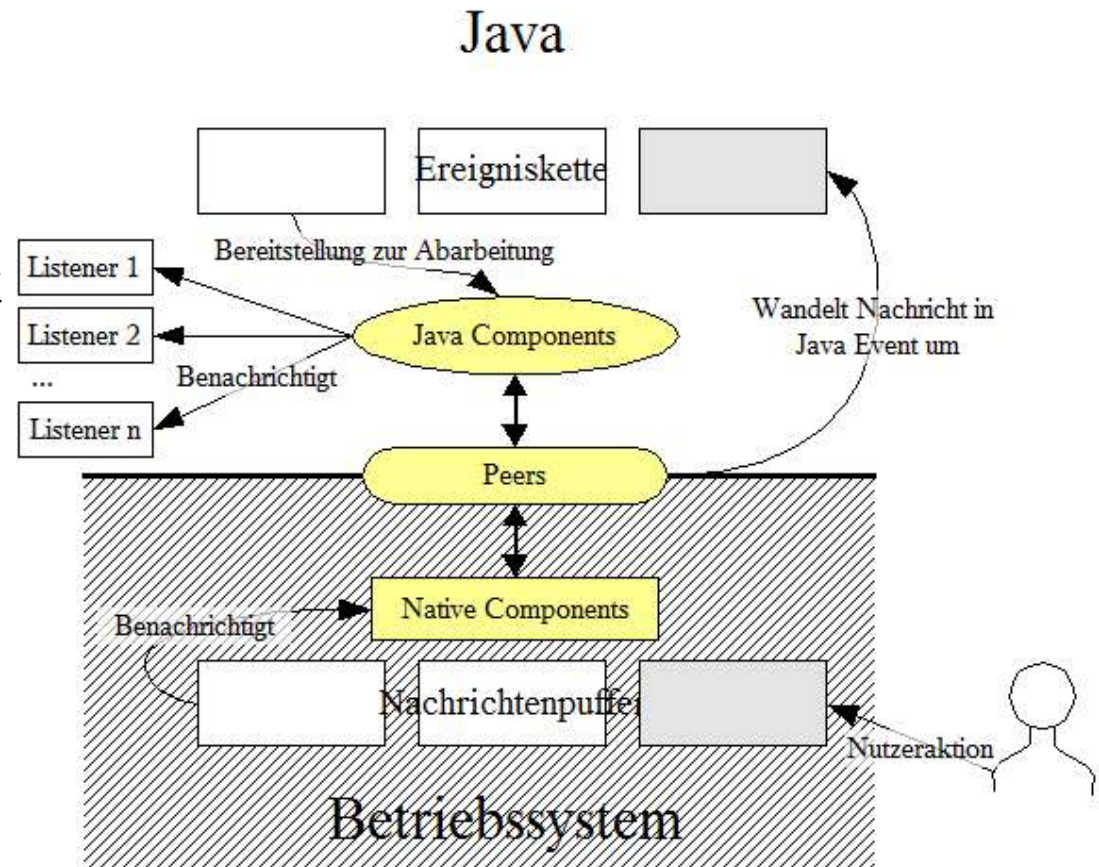 Java
Ereigniskette
Bereitstellung zur Abarbeitung
Listener 1
Listener 2
...
Listener n
Benachrichtigt
Java Components
Wandelt Nachricht in
Java Event um
Peers
Native Components
Benachrichtigt
Nachrichtenpuffer
Nutzeraktion
Betriebssystem